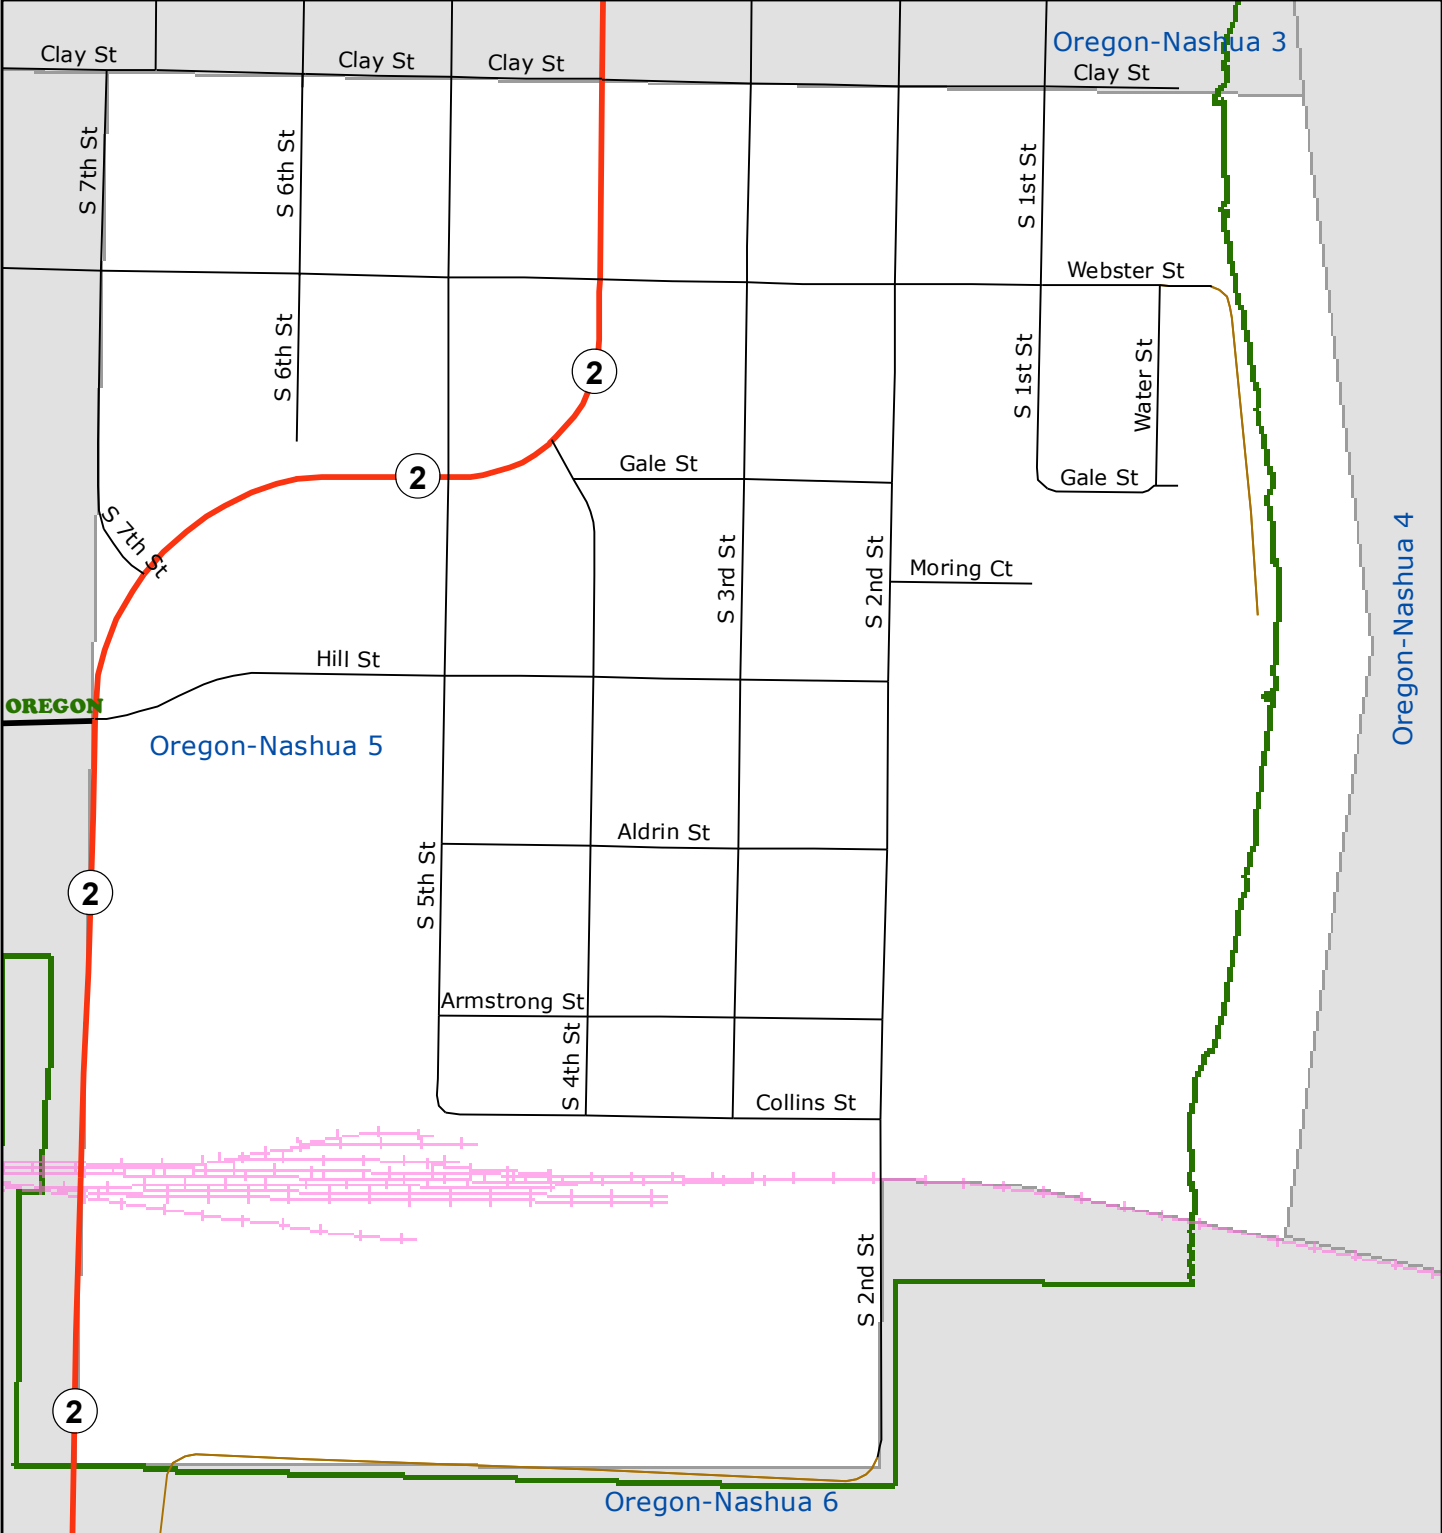 Oregon-Nashua 3
Clay St
Clay St
Clay St
Clay St
S 7th St
S 6th St
S 1st St
Webster St
S 6th St
S 1st St
Water St
2
2
Gale St
Gale St
S 7th St
S 3rd St
S 2nd St
Moring Ct
Oregon-Nashua 4
Hill St
OREGON
Oregon-Nashua 5
Aldrin St
S 5th St
2
Armstrong St
S 4th St
Collins St
S 2nd St
2
Oregon-Nashua 6